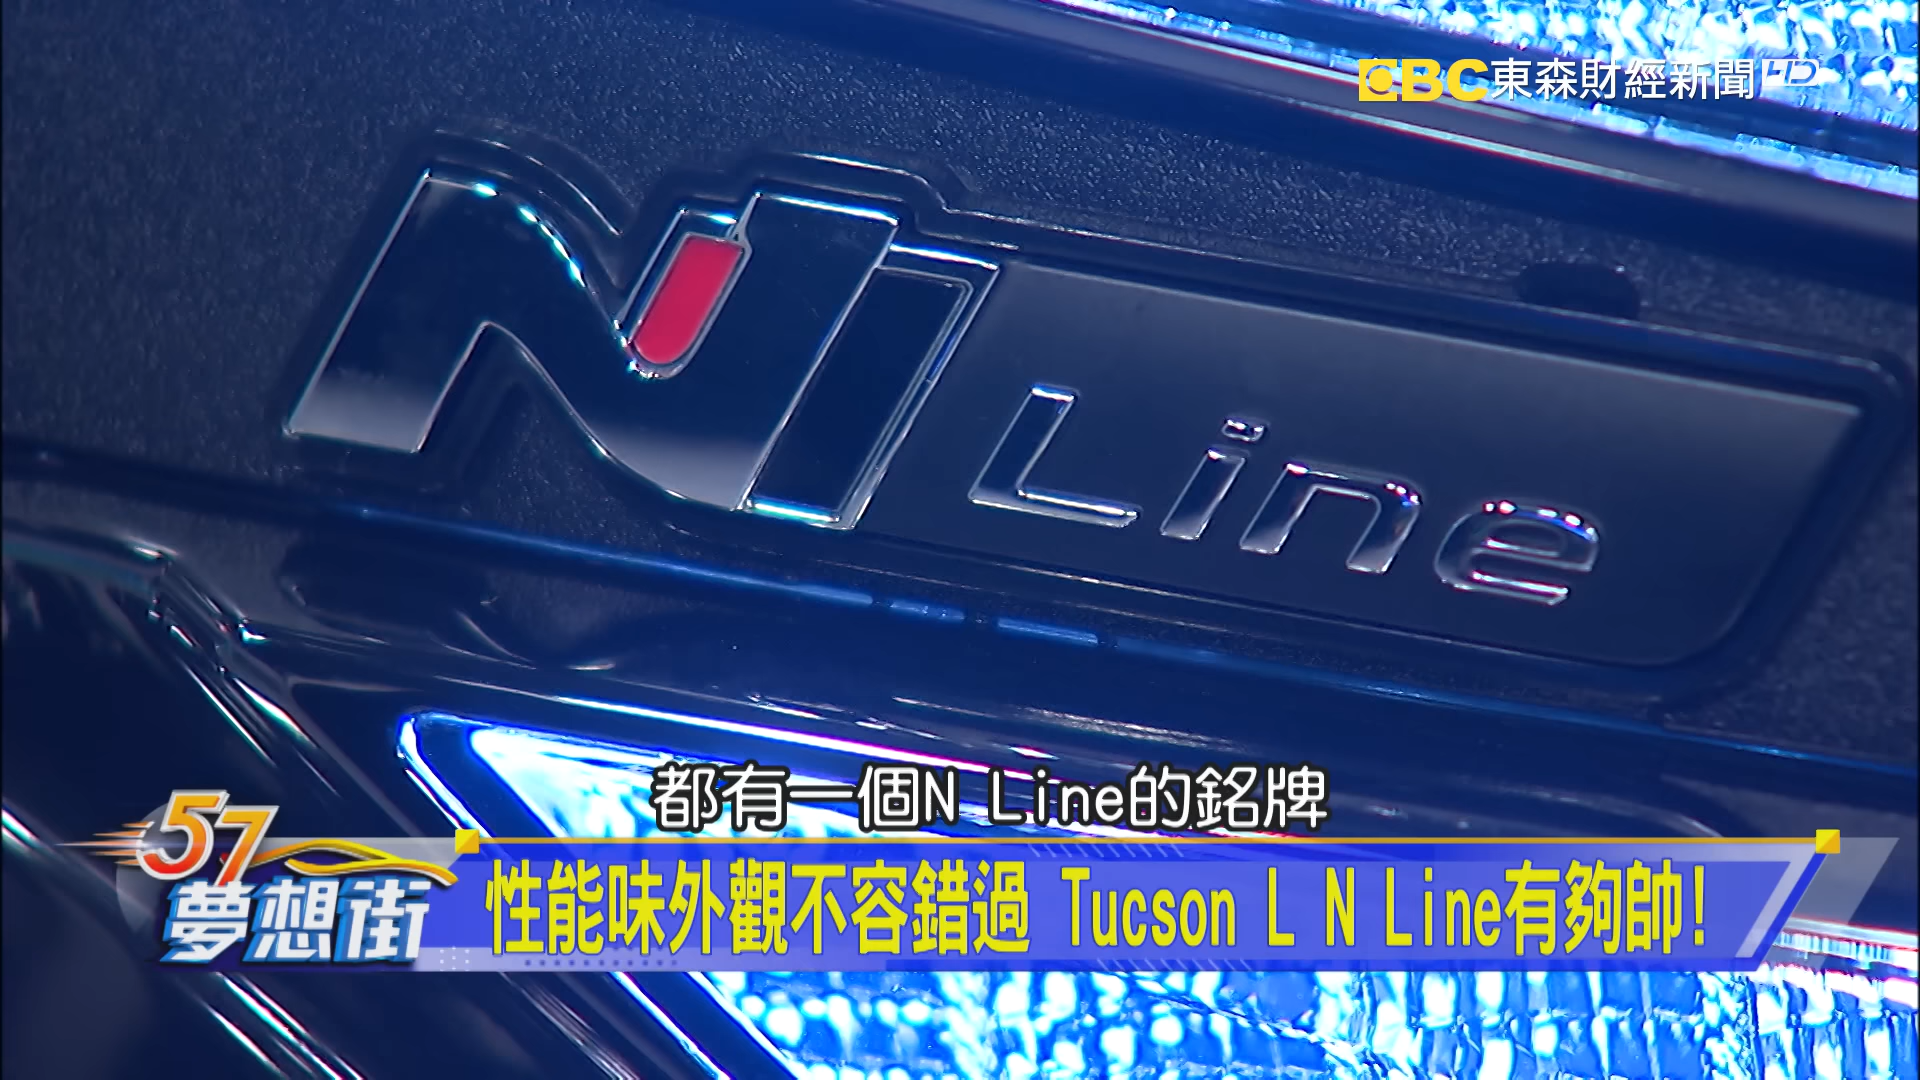 EBC東森財經新聞HD
N Line
都有一個N Line的銘牌
57夢想街
性能味外觀不容錯過 Tucson L N Line有夠帥!